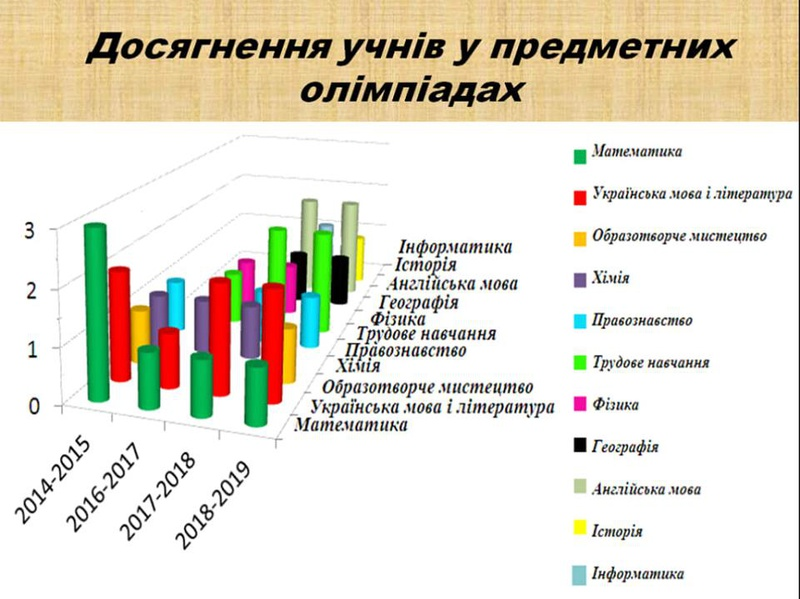 Досягнення учнів у предметних
олімпіадах
3
2
1
0
2014-2015
2016-2017
2017-2018
2018-2019
Інформатика
Історія
Англійська мова
Географія
Фізика
Трудове навчання
Правознавство
Хімія
Образотворче мистецтво
Українська мова і література
Математика
Математика
Українська мова і література
Образотворче мистецтво
Хімія
Правознавство
Трудове навчання
Фізика
Географія
Англійська мова
Історія
Інформатика